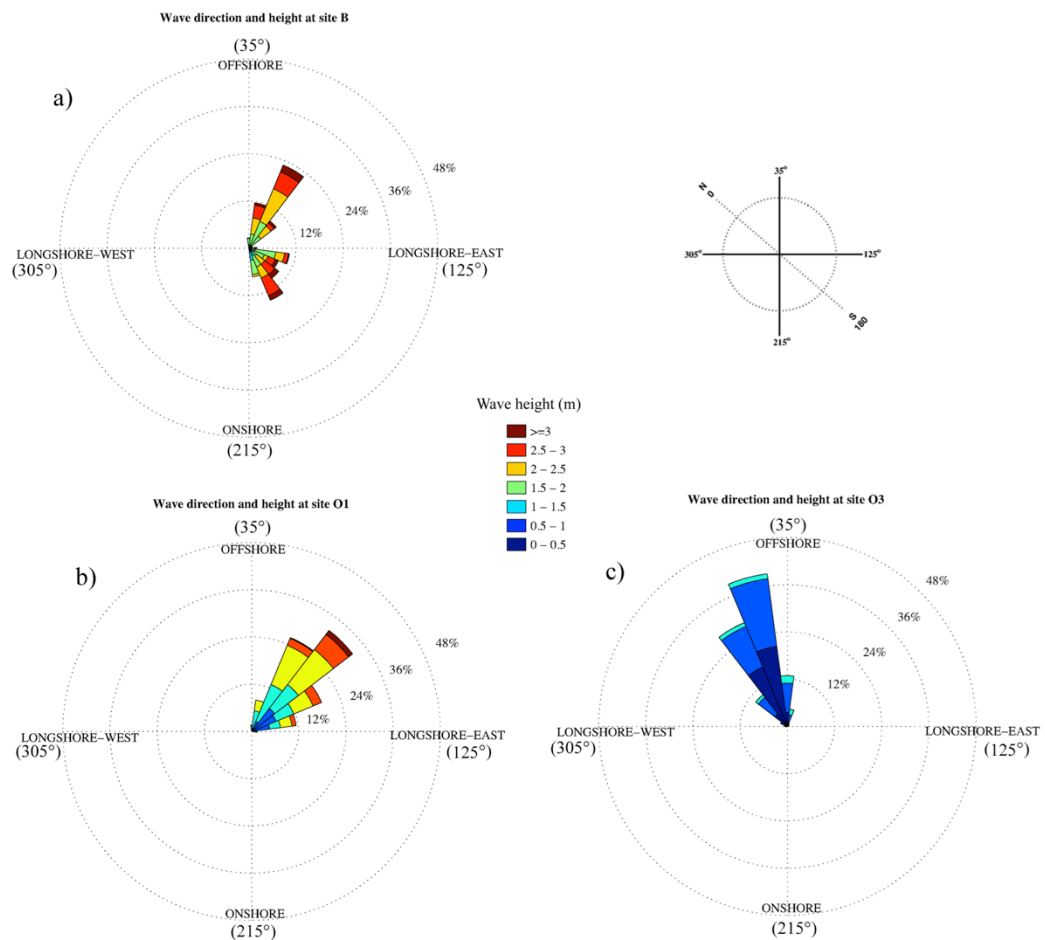 Wave direction and height at site B
(35°)
OFFSHORE
a)
48%
36%
24%
12%
LONGSHORE−WEST
(305°)
LONGSHORE−EAST
(125°)
ONSHORE
(215°)
35°
N
0
305°
125°
S
180
215°
Wave height (m)
>=3
2.5 − 3
2 − 2.5
1.5 − 2
1 − 1.5
0.5 − 1
0 − 0.5
Wave direction and height at site O1
(35°)
OFFSHORE
b)
48%
36%
24%
12%
LONGSHORE−WEST
(305°)
LONGSHORE−EAST
(125°)
ONSHORE
(215°)
Wave direction and height at site O3
(35°)
OFFSHORE
c)
48%
36%
24%
12%
LONGSHORE−WEST
(305°)
LONGSHORE−EAST
(125°)
ONSHORE
(215°)